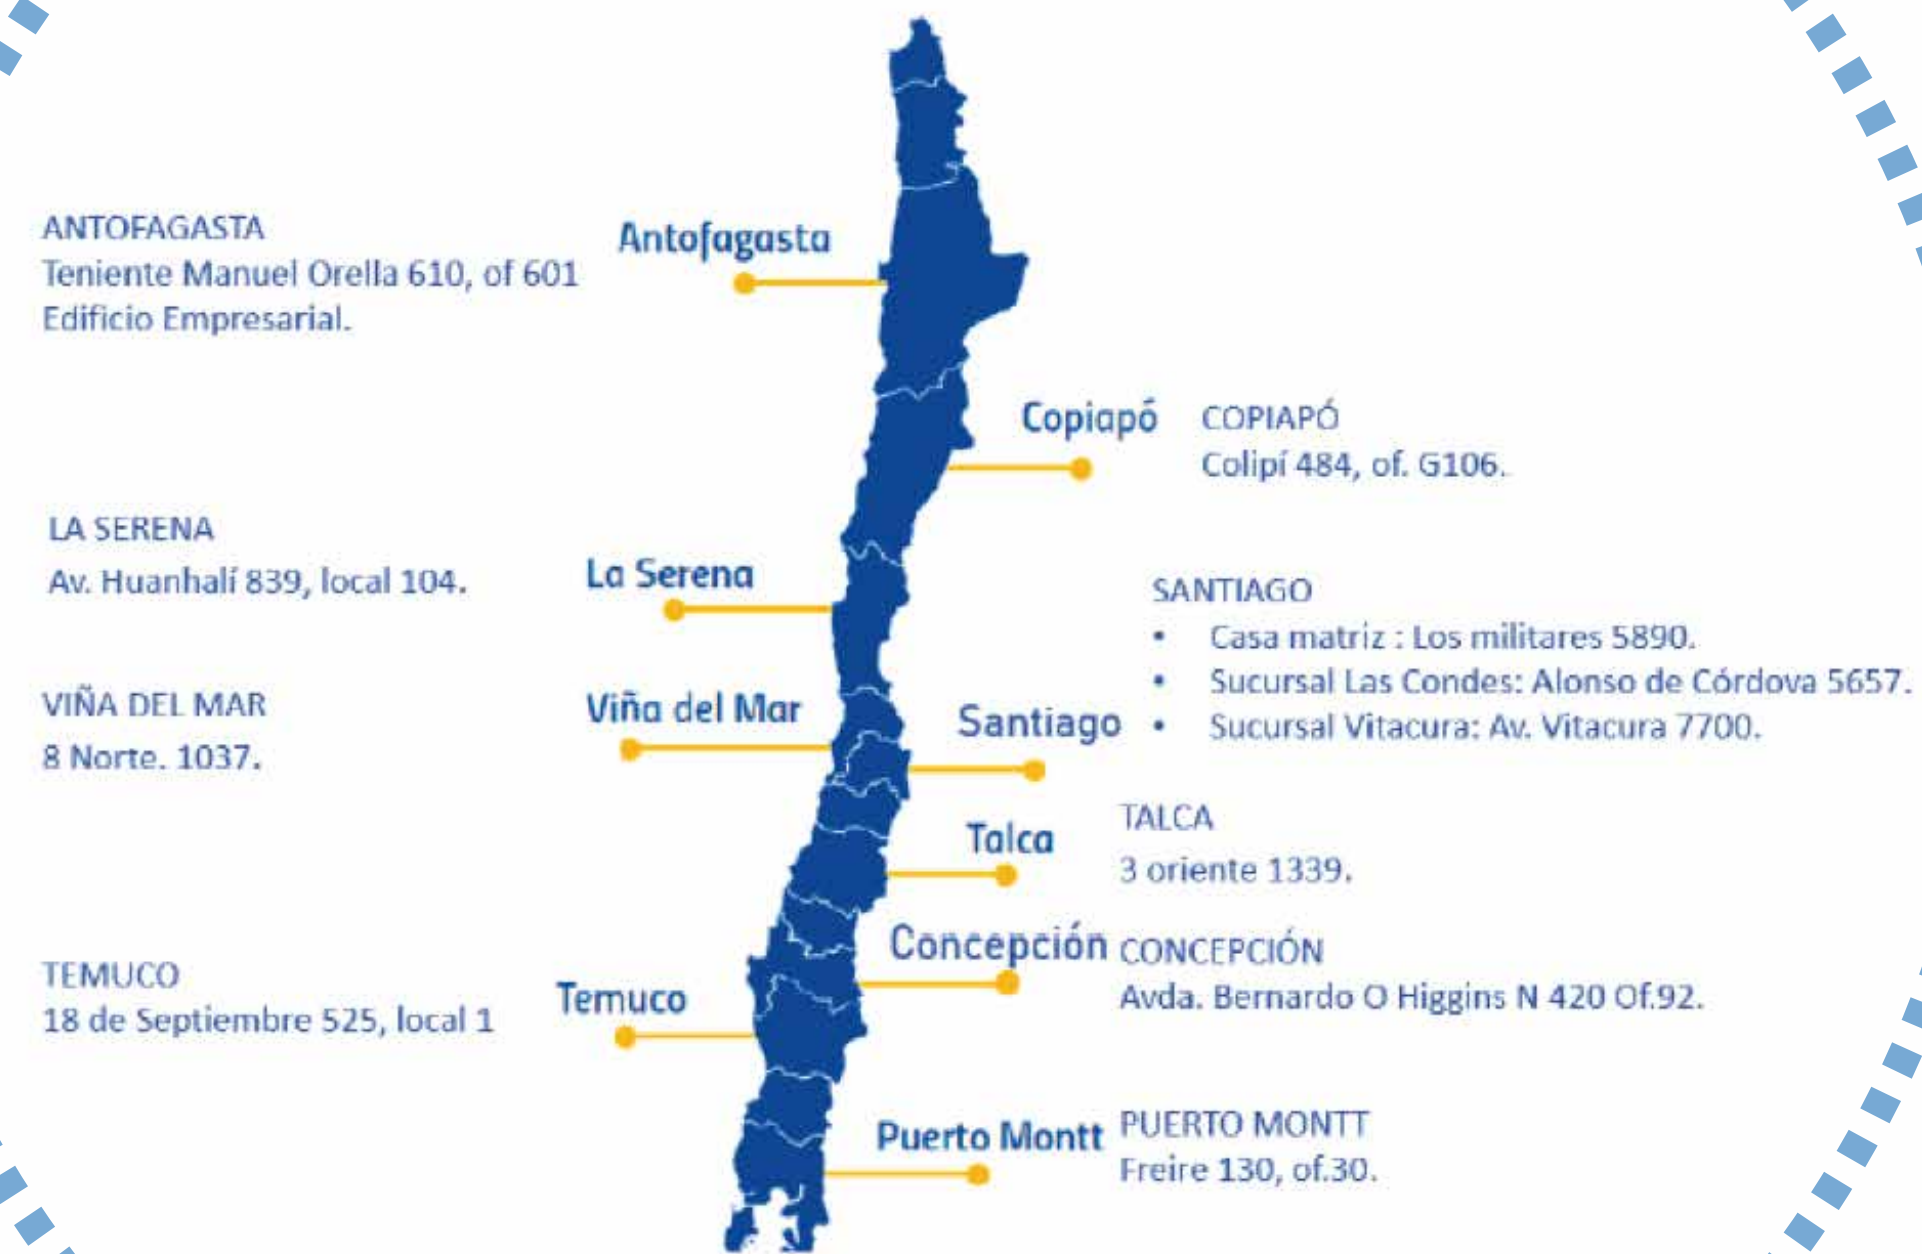 ANTOFAGASTA
Teniente Manuel Orella 610, of 601
Edificio Empresarial.
Antofagasta
Copiapó
COPIAPÓ
Colipí 484, of. G106.
LA SERENA
Av. Huanhalí 839, local 104.
La Serena
SANTIAGO
• Casa matriz : Los militares 5890.
• Sucursal Las Condes: Alonso de Córdova 5657.
• Sucursal Vitacura: Av. Vitacura 7700.
Santiago
VIÑA DEL MAR
8 Norte. 1037.
Viña del Mar
Talca
TALCA
3 oriente 1339.
Concepción
CONCEPCIÓN
Avda. Bernardo O Higgins N 420 Of.92.
TEMUCO
18 de Septiembre 525, local 1
Temuco
Puerto Montt
PUERTO MONTT
Freire 130, of.30.